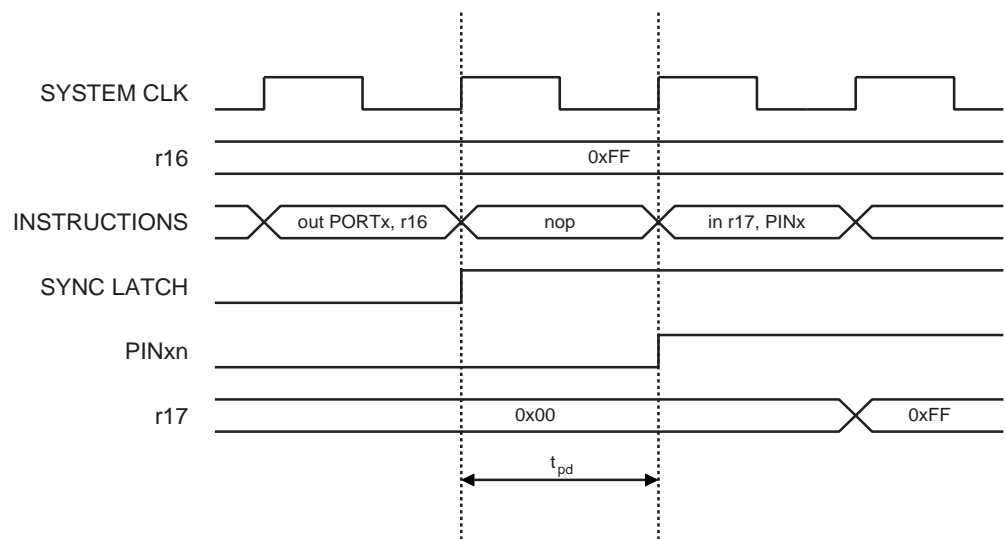 SYSTEM CLK
r16
0xFF
INSTRUCTIONS
out PORTx, r16
nop
in r17, PINx
SYNC LATCH
PINxn
r17
0x00
0xFF
tpd